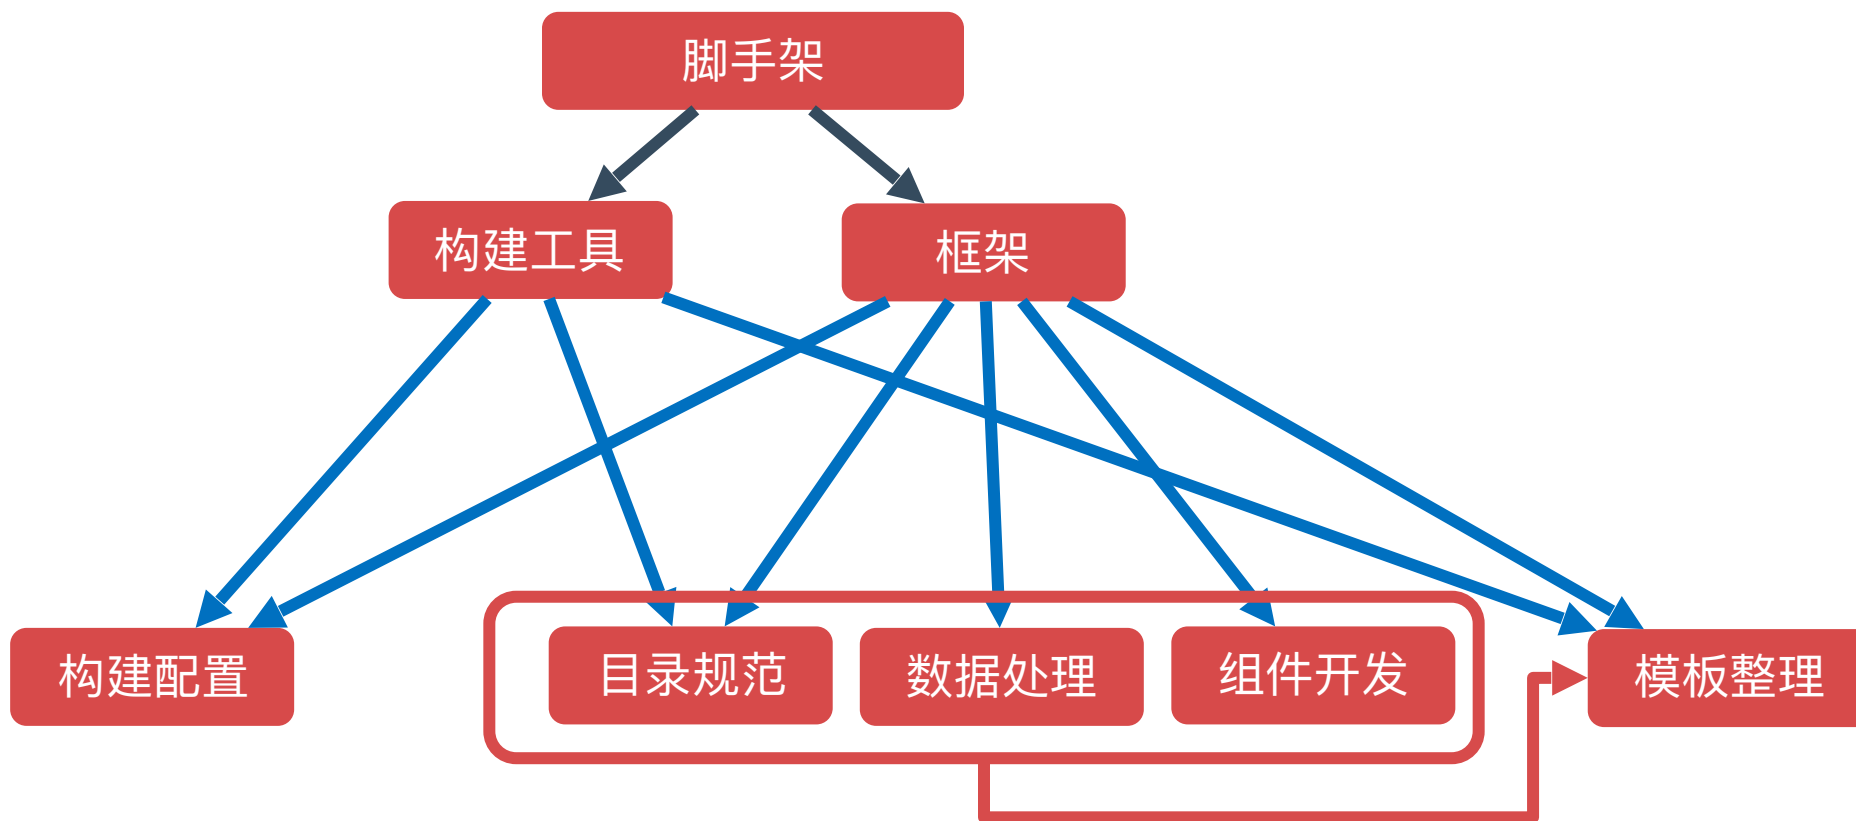 脚手架
构建工具
框架
构建配置
目录规范
数据处理
组件开发
模板整理